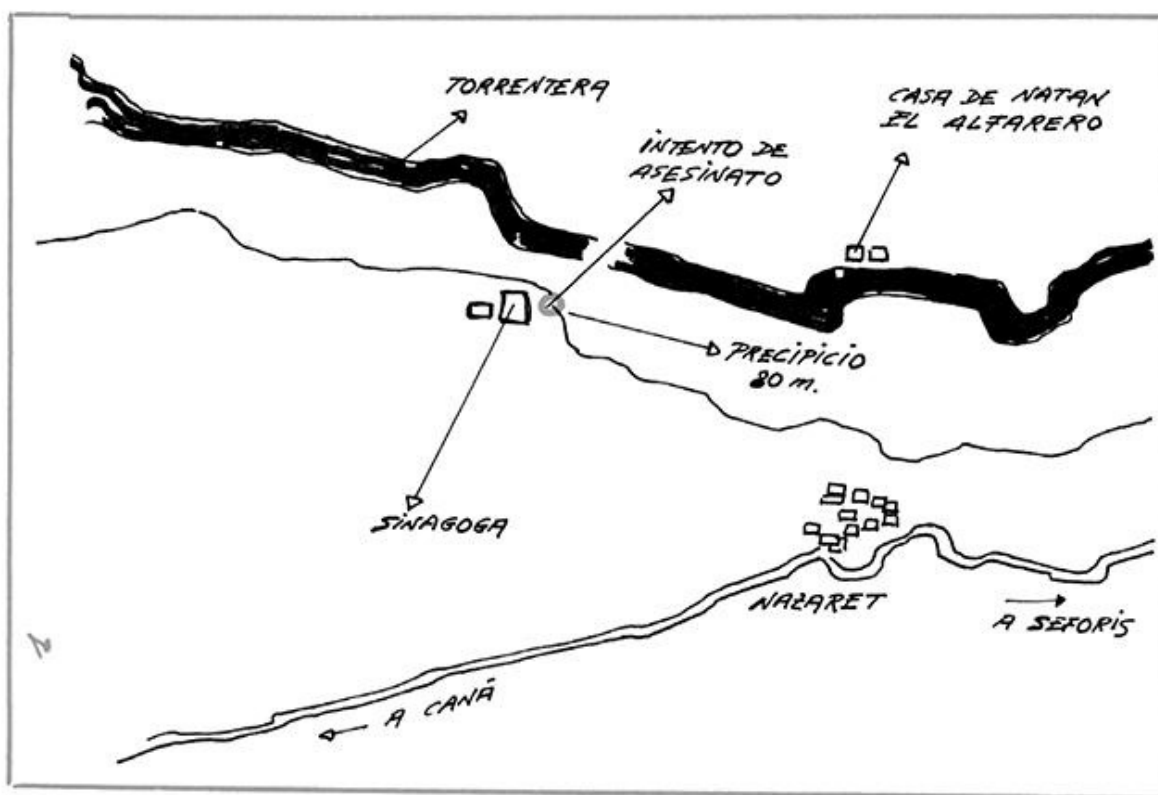 TORRENTERA
CASA DE NATAN
EL ALFARERO
INTENTO DE
ASESINATO
PRECIPICIO
80 m.
SINAGOGA
NAZARET
A SEFORIS
A CANÁ